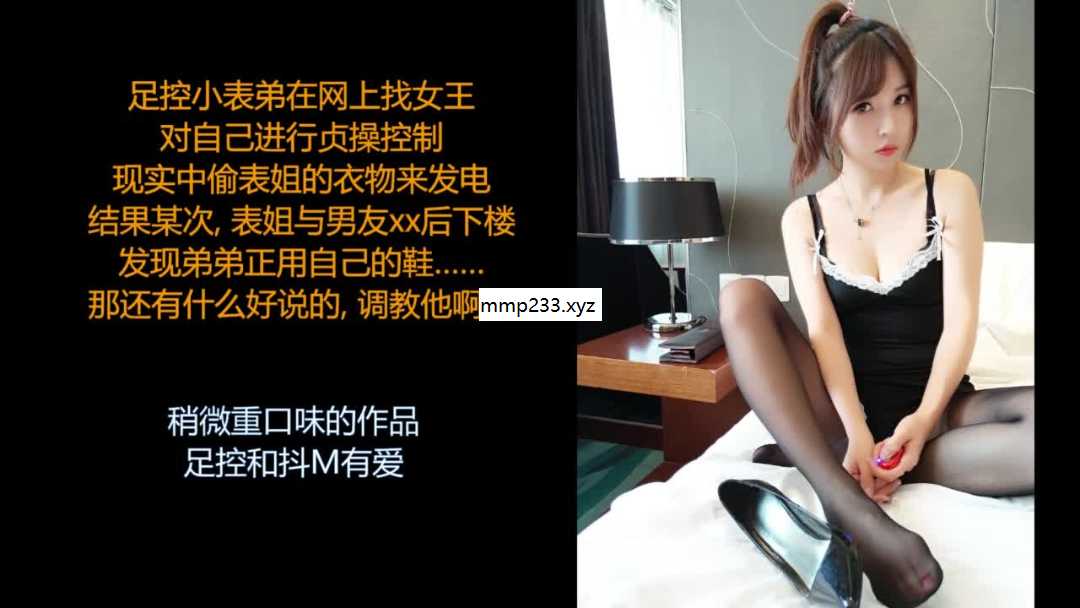 足控小表弟在网上找女王
对自己进行贞操控制
现实中偷表姐的衣物来发电
结果某次, 表姐与男友xx后下楼
发现弟弟正用自己的鞋......
那还有什么好说的, 调教他啊
mmp233.xyz
稍微重口味的作品
足控和抖M有爱